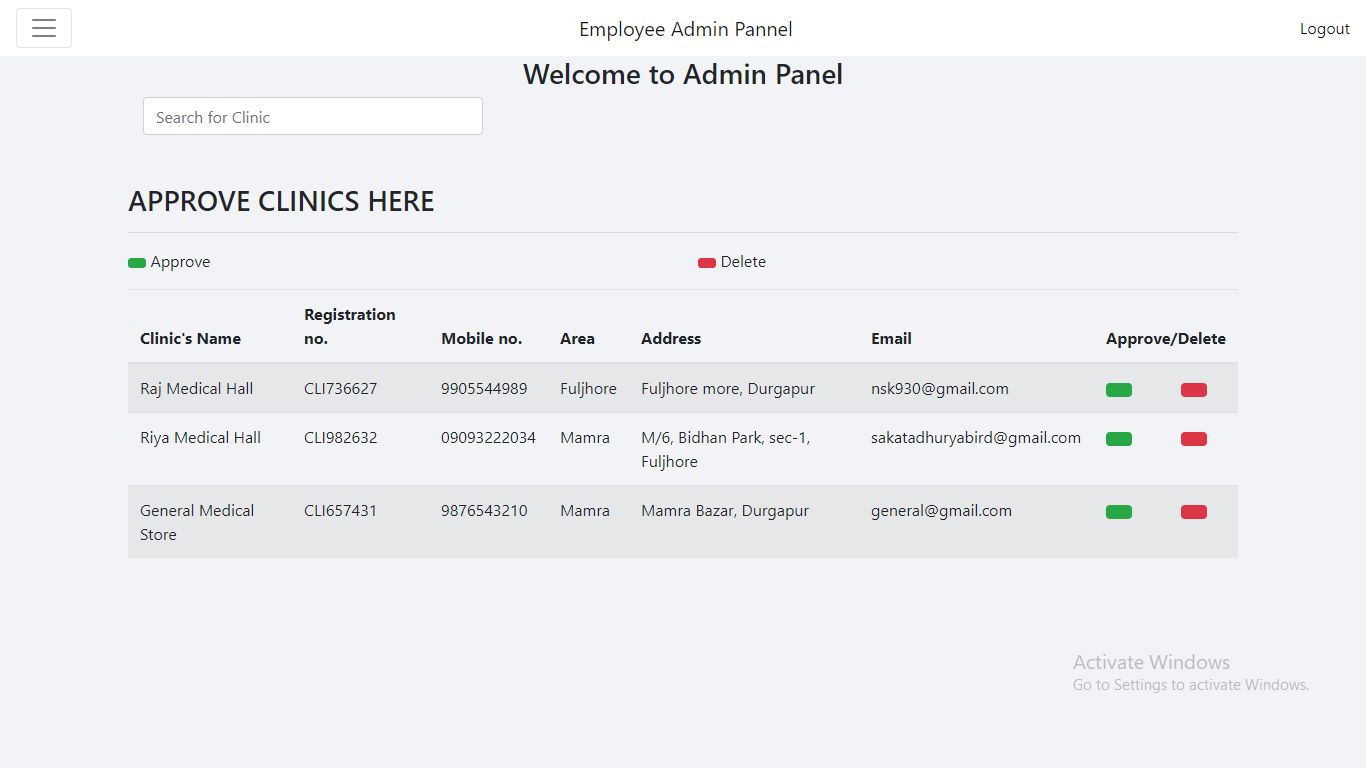 Employee Admin Pannel
Logout
Welcome to Admin Panel
Search for Clinic
APPROVE CLINICS HERE
Approve Delete
Clinic's Name Registration no. Mobile no. Area Address Email Approve/Delete
Raj Medical Hall CLI736627 9905544989 Fuljhore Fuljhore more, Durgapur nsk930@gmail.com
Riya Medical Hall CLI982632 09093222034 Mamra M/6, Bidhan Park, sec-1, Fuljhore sakatadhuryabird@gmail.com
General Medical Store CLI657431 9876543210 Mamra Mamra Bazar, Durgapur general@gmail.com
Activate Windows
Go to Settings to activate Windows.